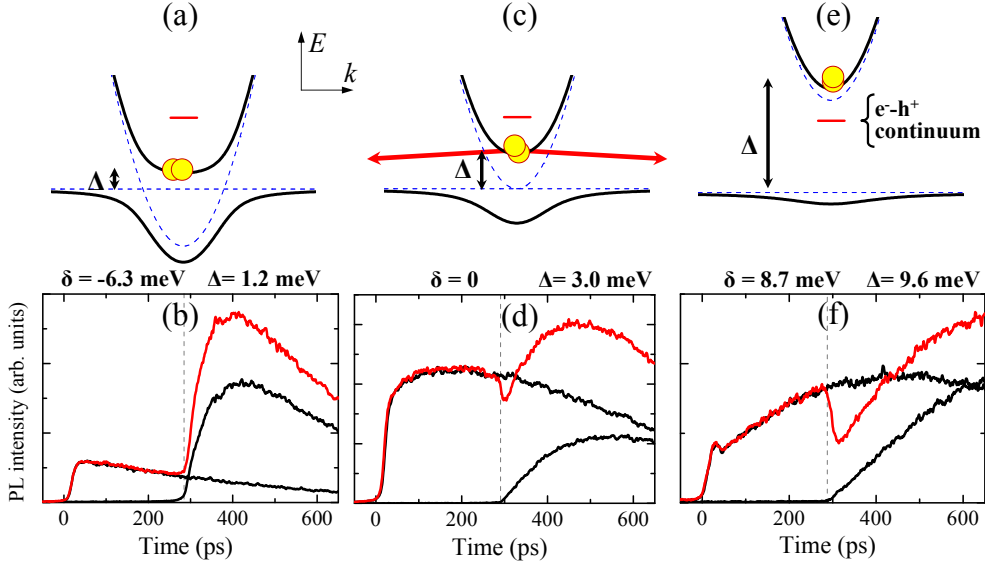 (a)
(c)
(e)
E
k
e⁻-h⁺
continuum
Δ
Δ
Δ
δ = -6.3 meV Δ= 1.2 meV
δ = 0 Δ= 3.0 meV
δ = 8.7 meV Δ= 9.6 meV
(b)
(d)
(f)
PL intensity (arb. units)
0 200 400 600
0 200 400 600
0 200 400 600
Time (ps)
Time (ps)
Time (ps)